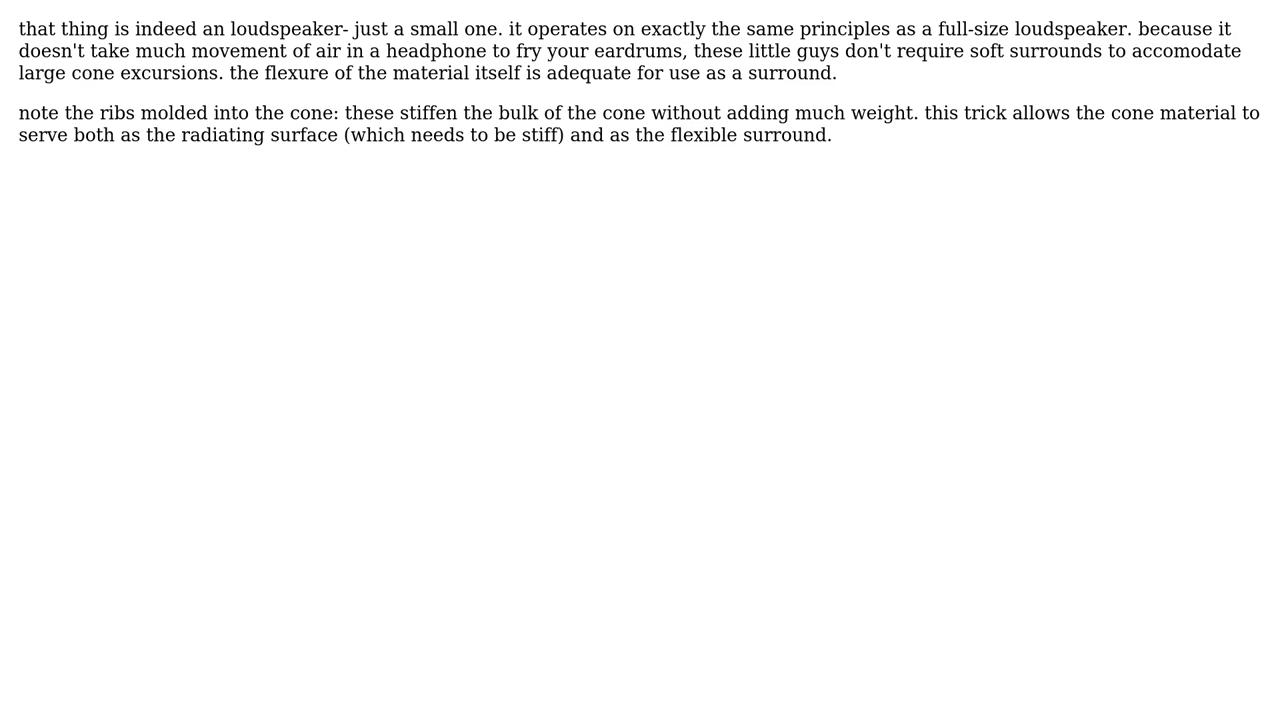 that thing is indeed an loudspeaker- just a small one. it operates on exactly the same principles as a full-size loudspeaker. because it
doesn't take much movement of air in a headphone to fry your eardrums, these little guys don't require soft surrounds to accomodate
large cone excursions. the flexure of the material itself is adequate for use as a surround.
note the ribs molded into the cone: these stiffen the bulk of the cone without adding much weight. this trick allows the cone material to
serve both as the radiating surface (which needs to be stiff) and as the flexible surround.